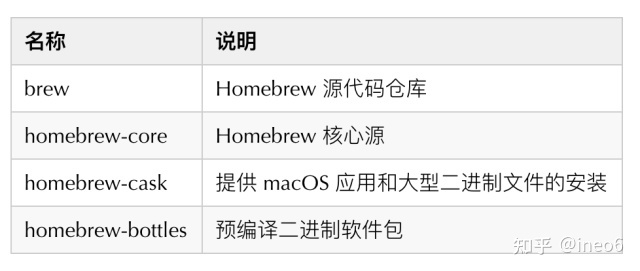 名称 说明
brew Homebrew 源代码仓库
homebrew-core Homebrew 核心源
homebrew-cask 提供 macOS 应用和大型二进制文件的安装
homebrew-bottles 预编译二进制软件包
知乎 @ineo6